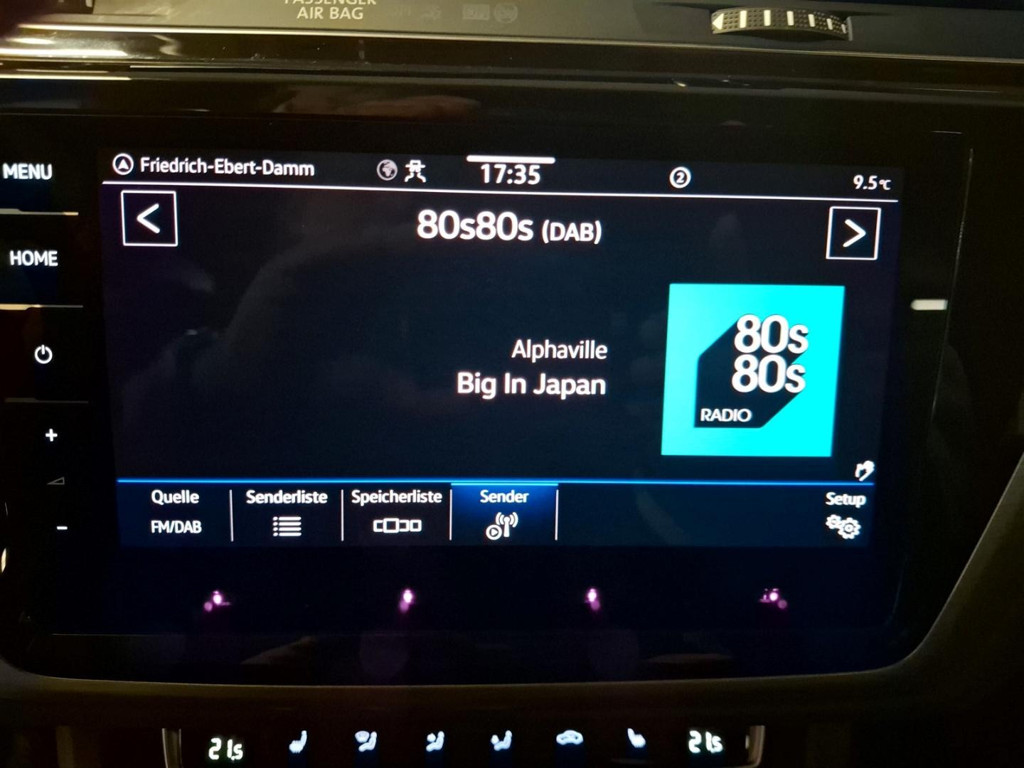 PASSENGER
AIR BAG
MENU
HOME
Friedrich-Ebert-Damm
17:35
2
9.5°C
<
80s80s (DAB)
>
Alphaville
Big In Japan
80s
80s
RADIO
+
-
Quelle
FM/DAB
Senderliste
Speicherliste
Sender
Setup
21.5
21.5